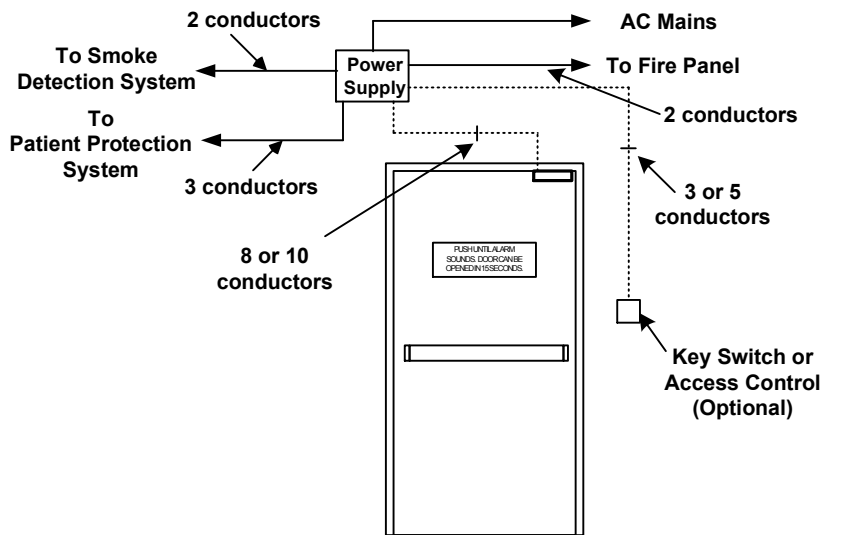 2 conductors
AC Mains
To Smoke
Detection System
Power
Supply
To Fire Panel
To
Patient Protection
System
2 conductors
3 conductors
3 or 5
conductors
8 or 10
conductors
PUSH UNTIL ALARM
SOUNDS. DOOR CAN BE
OPENED IN 15 SECONDS.
Key Switch or
Access Control
(Optional)